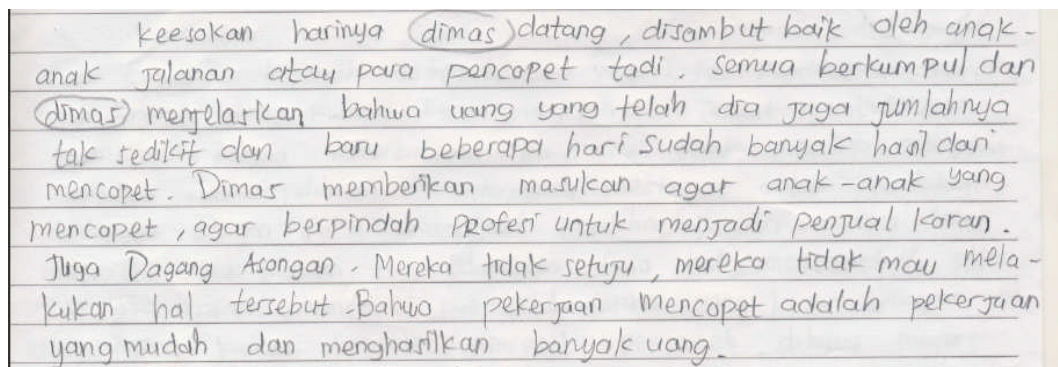 keesokan harinya dimas datang, disambut baik oleh anak-
anak jalanan atau para pencopet tadi. Semua berkumpul dan
dimas menjelaskan bahwa uang yang telah dia jaga jumlahnya
tak sedikit dan baru beberapa hari sudah banyak hasil dari
mencopet. Dimas memberikan masukan agar anak-anak yang
mencopet, agar berpindah Profesi untuk menjadi penjual koran.
Juga Dagang Asongan. Mereka tidak setuju, mereka tidak mau mela-
kukan hal tersebut. Bahwa pekerjaan mencopet adalah pekerjaan
yang mudah dan menghasilkan banyak uang.